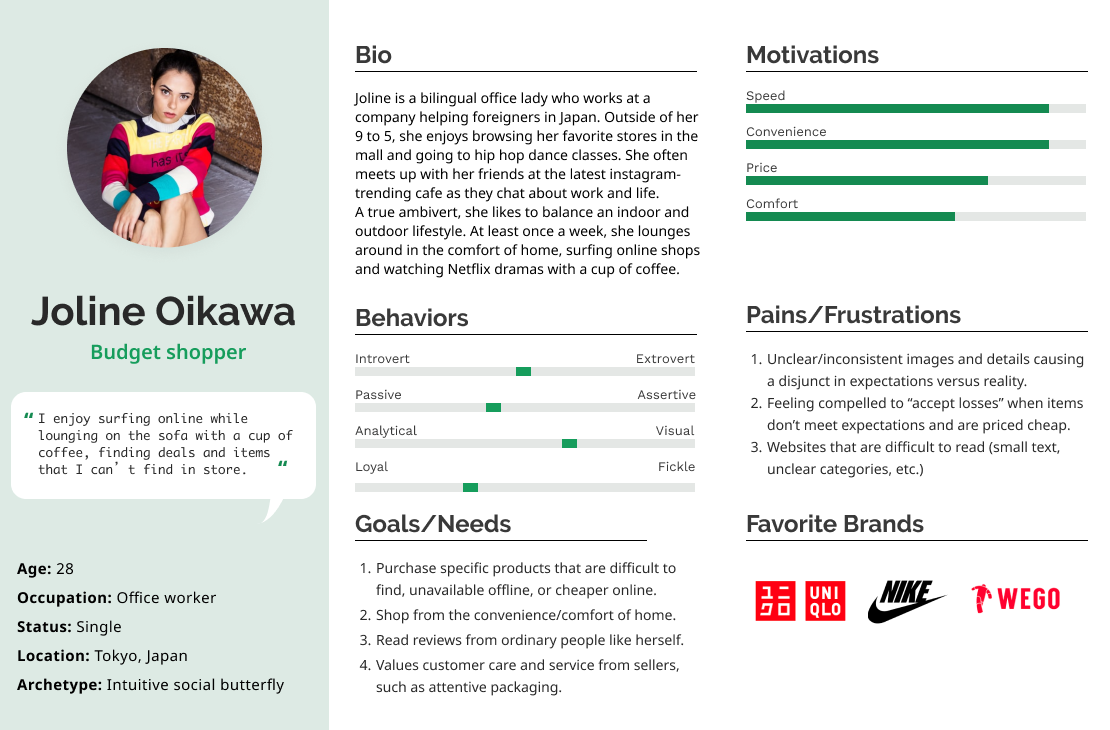 has it
Joline Oikawa
Budget shopper
“ I enjoy surfing online while
lounging on the sofa with a cup of
coffee, finding deals and items
that I can’t find in store. “
Age: 28
Occupation: Office worker
Status: Single
Location: Tokyo, Japan
Archetype: Intuitive social butterfly
Bio
Joline is a bilingual office lady who works at a
company helping foreigners in Japan. Outside of her
9 to 5, she enjoys browsing her favorite stores in the
mall and going to hip hop dance classes. She often
meets up with her friends at the latest instagram-
trending cafe as they chat about work and life.
A true ambivert, she likes to balance an indoor and
outdoor lifestyle. At least once a week, she lounges
around in the comfort of home, surfing online shops
and watching Netflix dramas with a cup of coffee.
Behaviors
Introvert Extrovert
Passive Assertive
Analytical Visual
Loyal Fickle
Goals/Needs
1. Purchase specific products that are difficult to
find, unavailable offline, or cheaper online.
2. Shop from the convenience/comfort of home.
3. Read reviews from ordinary people like herself.
4. Values customer care and service from sellers,
such as attentive packaging.
Motivations
Speed
Convenience
Price
Comfort
Pains/Frustrations
1. Unclear/inconsistent images and details causing
a disjunct in expectations versus reality.
2. Feeling compelled to “accept losses” when items
don’t meet expectations and are priced cheap.
3. Websites that are difficult to read (small text,
unclear categories, etc.)
Favorite Brands
ユニ UNI
クロ QLO
NIKE
WEGO